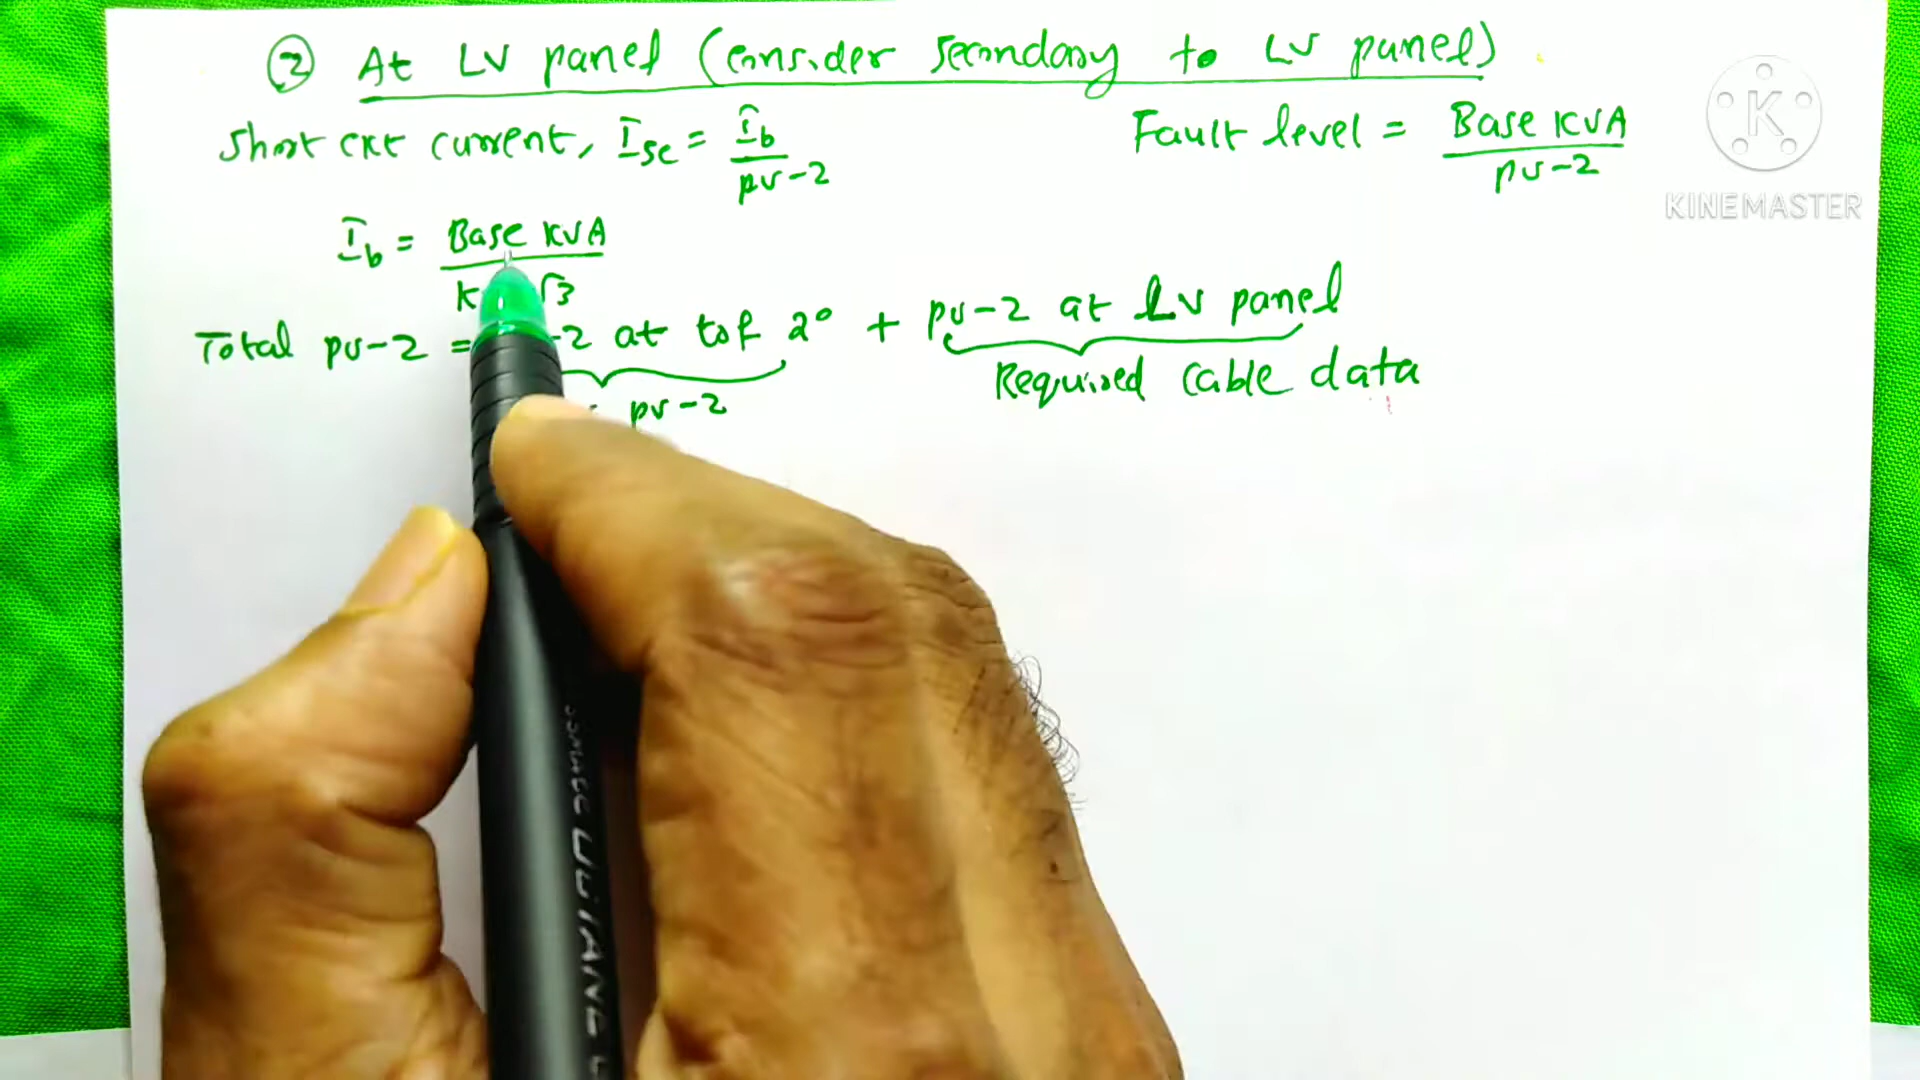 ② At LV panel (consider secondary to LV panel)
Short ckt current, Isc = Ib / pu-z
Fault level = Base KVA / pu-z
K
KINEMASTER
Ib = Base KVA / K √3
Total pu-z = -z at t/f 2° + pu-z at LV panel
pu-z
Required cable data